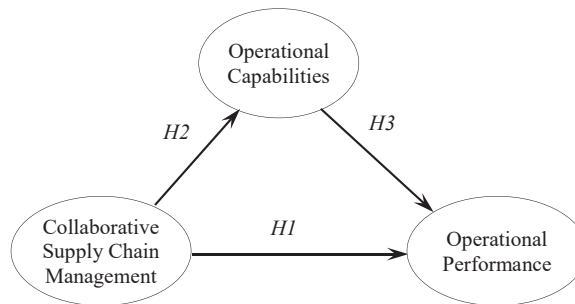 Operational
Capabilities
H2
H3
Collaborative
Supply Chain
Management
H1
Operational
Performance